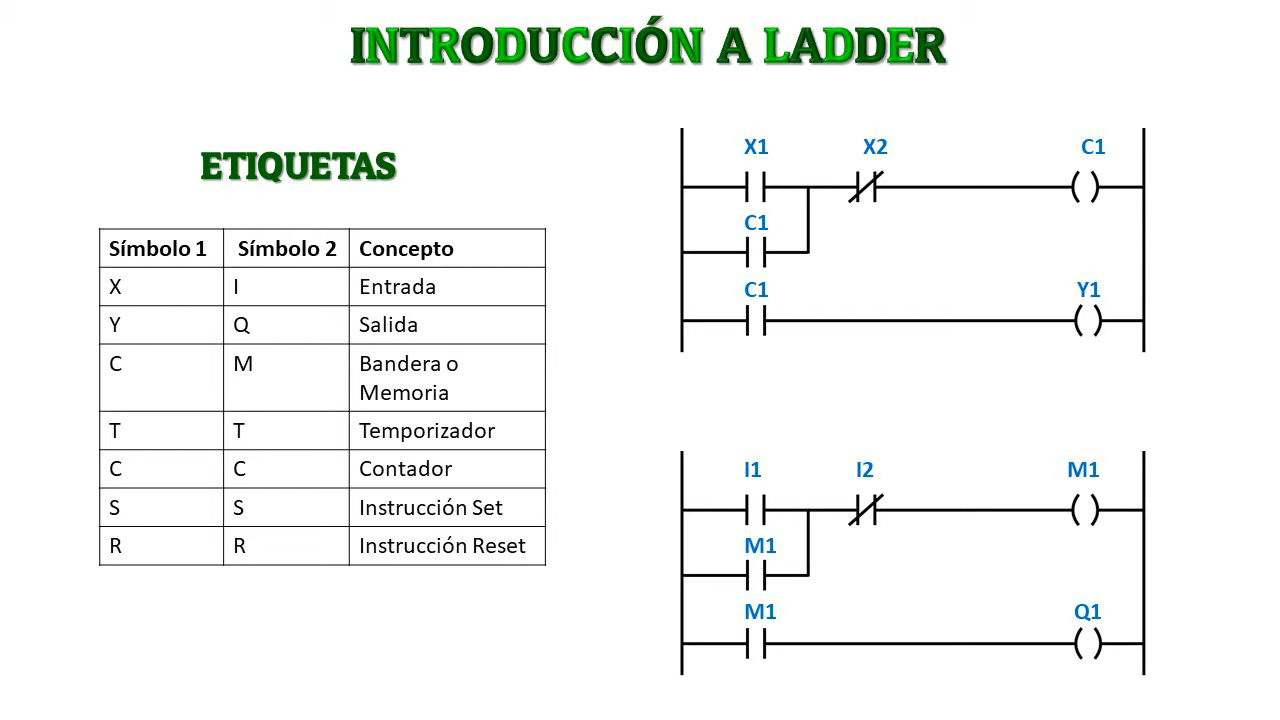 INTRODUCCIÓN A LADDER
ETIQUETAS
Símbolo 1 Símbolo 2 Concepto
X I Entrada
Y Q Salida
C M Bandera o
Memoria
T T Temporizador
C C Contador
S S Instrucción Set
R R Instrucción Reset
X1 X2 C1
C1
C1 Y1
I1 I2 M1
M1
M1 Q1